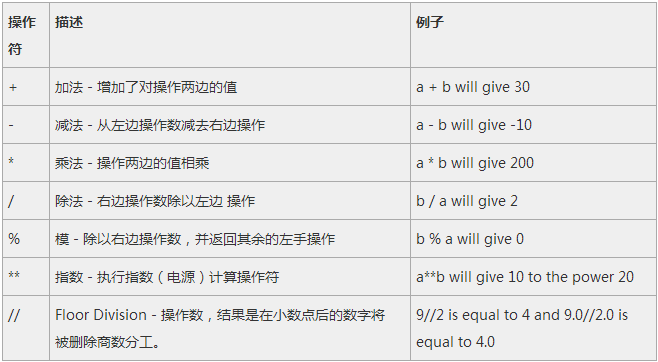 操作符 描述 例子
+ 加法 - 增加了对操作两边的值 a + b will give 30
- 减法 - 从左边操作数减去右边操作 a - b will give -10
* 乘法 - 操作两边的值相乘 a * b will give 200
/ 除法 - 右边操作数除以左边 操作 b / a will give 2
% 模 - 除以右边操作数，并返回其余的左手操作 b % a will give 0
** 指数 - 执行指数（电源）计算操作符 a**b will give 10 to the power 20
// Floor Division - 操作数，结果是在小数点后的数字将 9//2 is equal to 4 and 9.0//2.0 is
被删除商数分工。 equal to 4.0